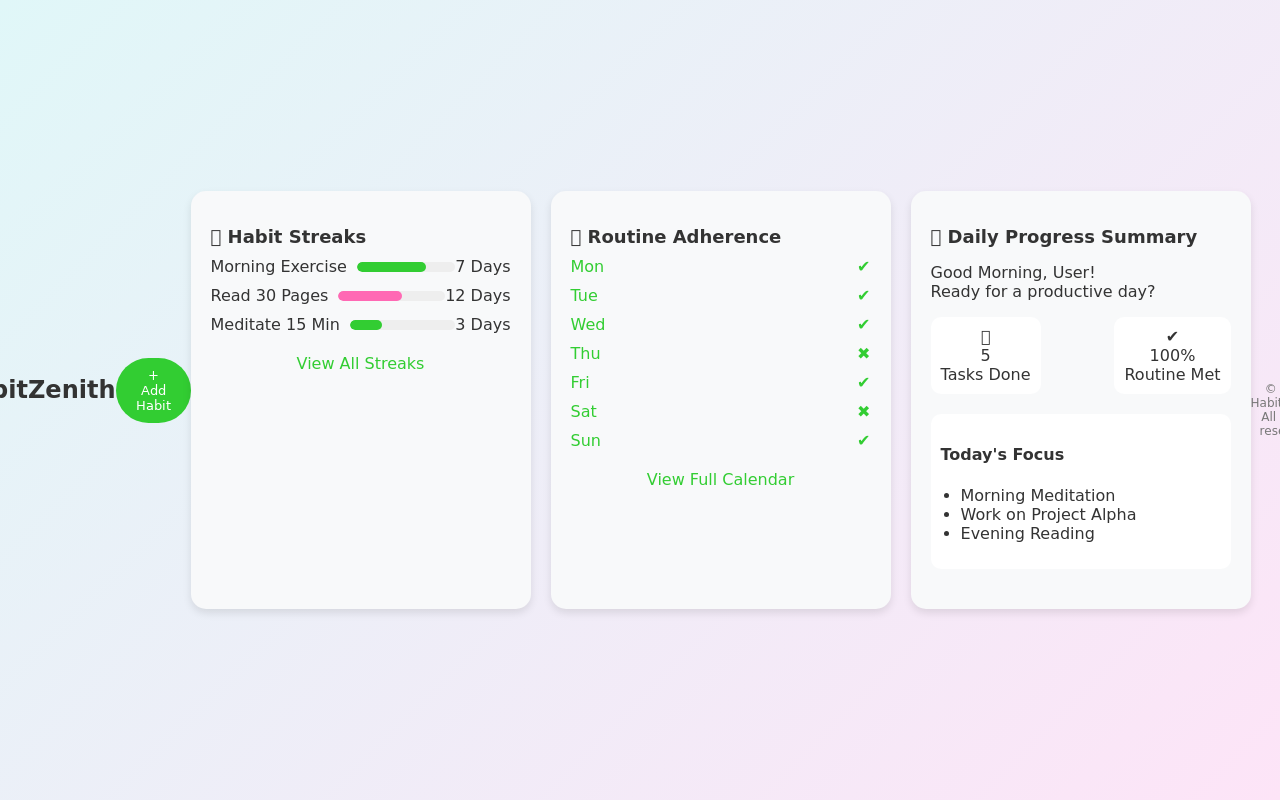 bitZenith
+
Add
Habit
Habit Streaks
Morning Exercise 7 Days
Read 30 Pages 12 Days
Meditate 15 Min 3 Days
View All Streaks
Routine Adherence
Mon ✔
Tue ✔
Wed ✔
Thu ✖
Fri ✔
Sat ✖
Sun ✔
View Full Calendar
Daily Progress Summary
Good Morning, User!
Ready for a productive day?
5
Tasks Done
✔
100%
Routine Met
Today's Focus
• Morning Meditation
• Work on Project Alpha
• Evening Reading
©
Habit
All
rese